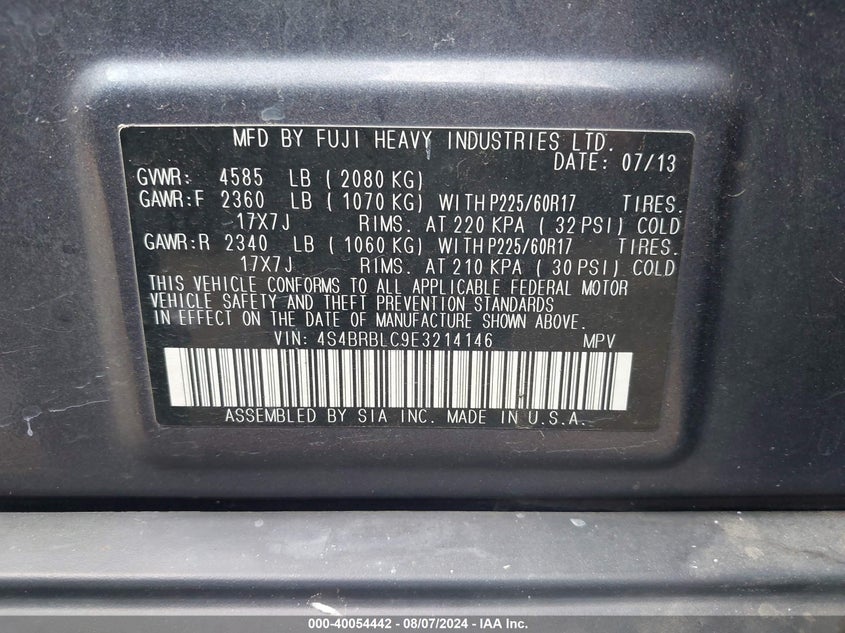 MFD BY FUJI HEAVY INDUSTRIES LTD.
DATE: 07/13
GVWR: 4585 LB ( 2080 KG)
GAWR:F 2360 LB ( 1070 KG) WITH P225/60R17 TIRES.
17X7J RIMS. AT 220 KPA ( 32 PSI) COLD
GAWR:R 2340 LB ( 1060 KG) WITH P225/60R17 TIRES.
17X7J RIMS. AT 210 KPA ( 30 PSI) COLD
THIS VEHICLE CONFORMS TO ALL APPLICABLE FEDERAL MOTOR
VEHICLE SAFETY AND THEFT PREVENTION STANDARDS
IN EFFECT ON THE DATE OF MANUFACTURE SHOWN ABOVE.
VIN: 4S4BRBLC9E3214146 MPV
ASSEMBLED BY SIA INC. MADE IN U.S.A.
000-40054442 - 08/07/2024 - IAA Inc.